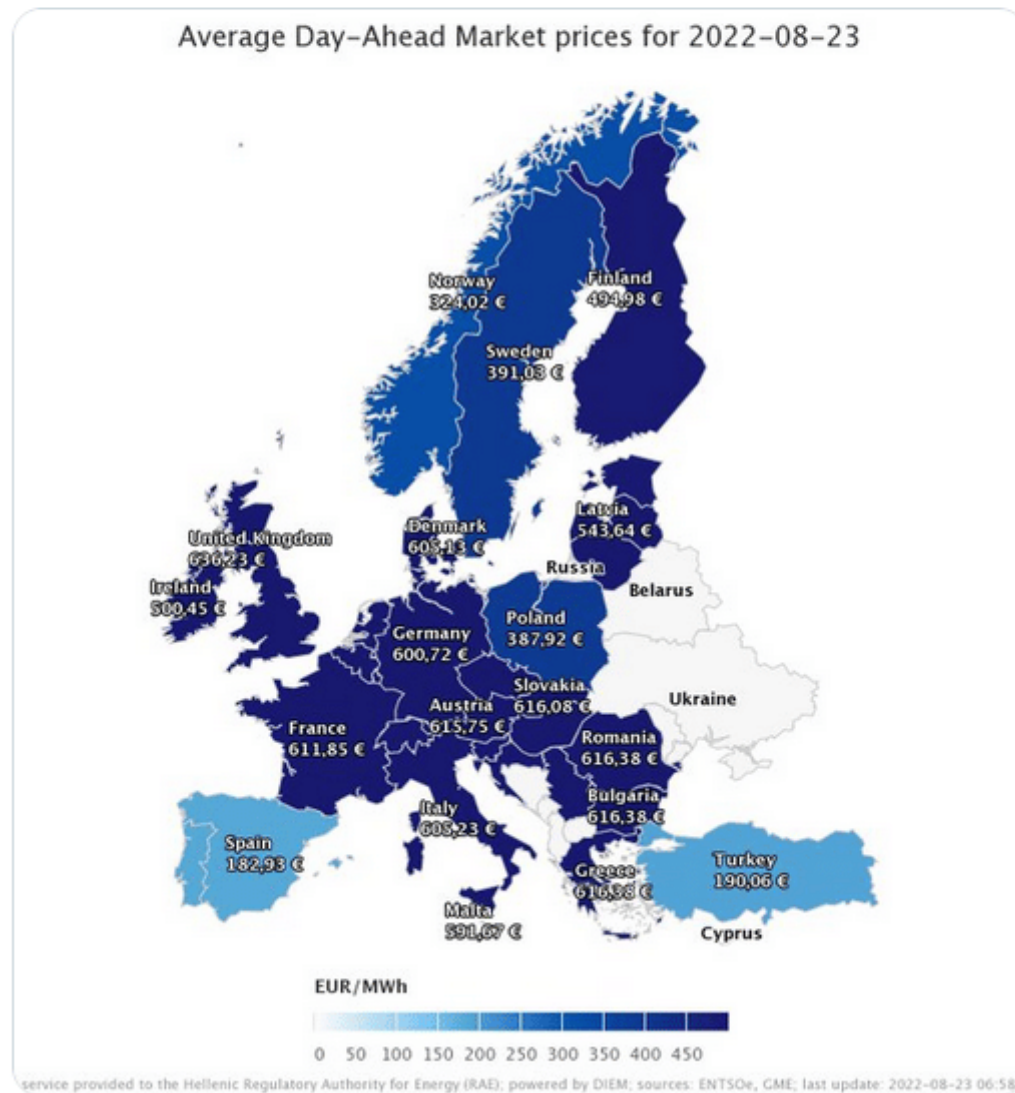 Average Day-Ahead Market prices for 2022-08-23
Norway
324,02 €
Finland
494,98 €
Sweden
391,03 €
Latvia
543,64 €
Denmark
605,13 €
United Kingdom
636,23 €
Ireland
500,45 €
Russia
Belarus
Poland
387,92 €
Germany
600,72 €
Slovakia
616,08 €
Ukraine
Austria
615,75 €
France
611,85 €
Romania
616,38 €
Bulgaria
616,38 €
Italy
605,23 €
Spain
182,93 €
Turkey
190,06 €
Greece
616,38 €
Malta
591,67 €
Cyprus
EUR/MWh
0 50 100 150 200 250 300 350 400 450
service provided to the Hellenic Regulatory Authority for Energy (RAE); powered by DIEM; sources: ENTSOe, GME; last update: 2022-08-23 06:58